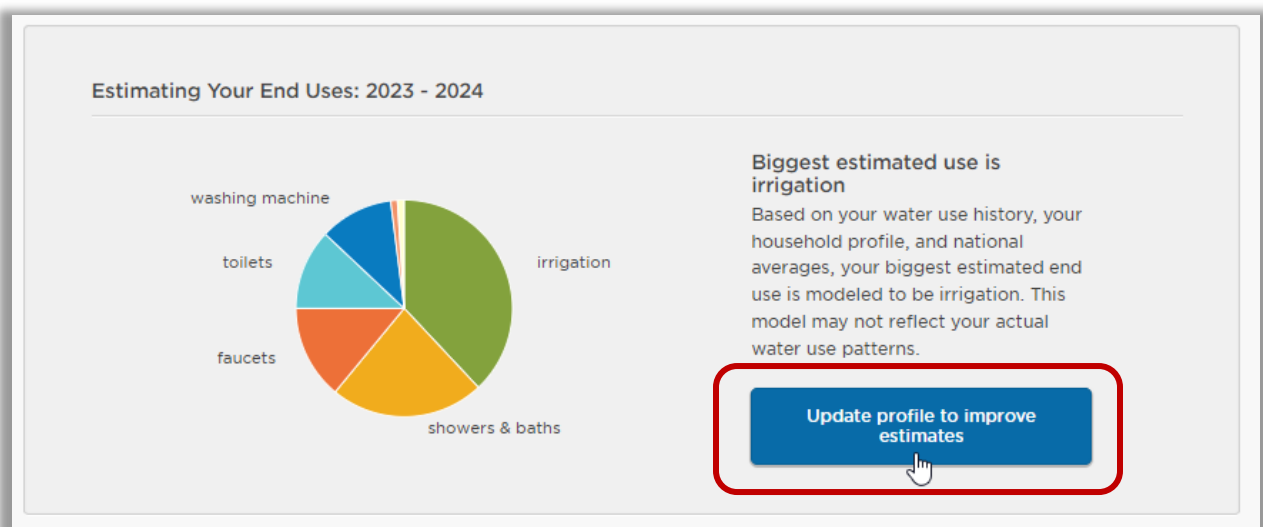 Estimating Your End Uses: 2023 - 2024
washing machine
toilets
faucets
irrigation
showers & baths
Biggest estimated use is
irrigation
Based on your water use history, your
household profile, and national
averages, your biggest estimated end
use is modeled to be irrigation. This
model may not reflect your actual
water use patterns.
Update profile to improve
estimates